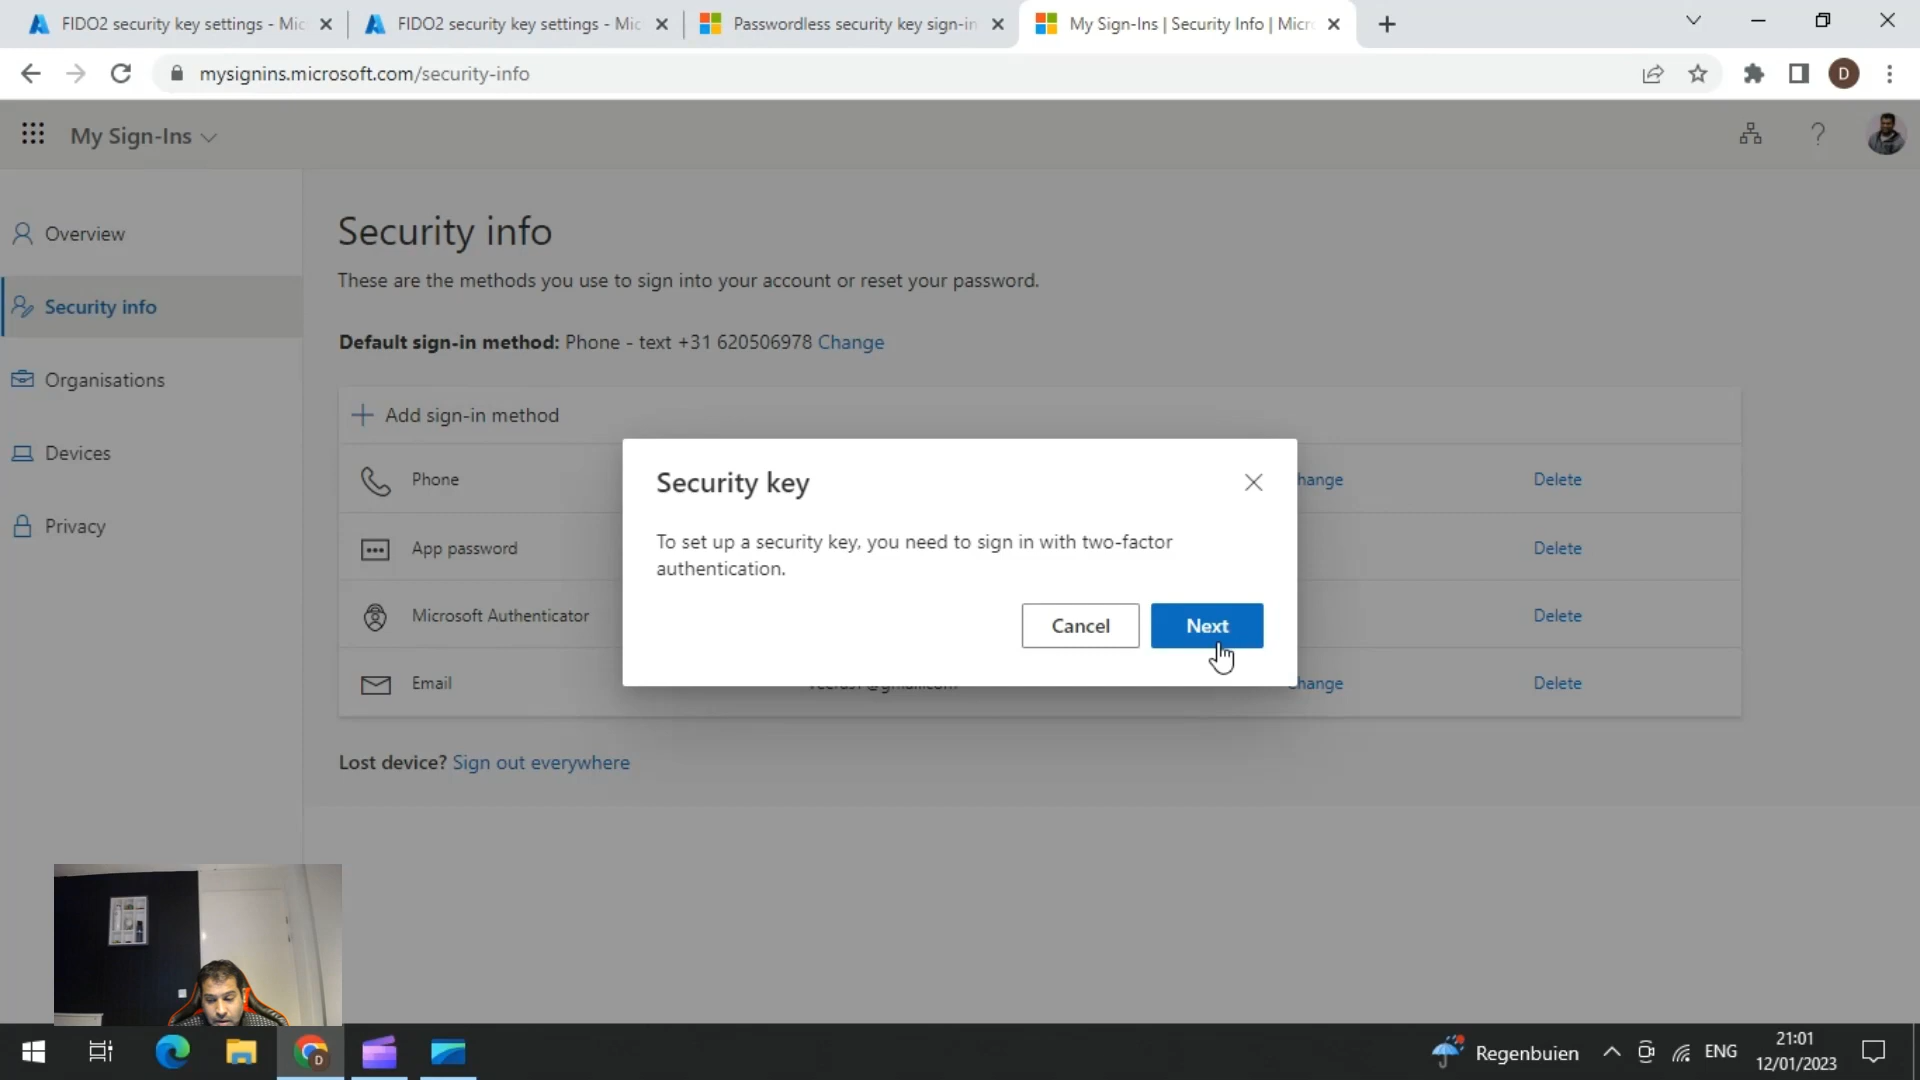 FIDO2 security key settings - Mic
FIDO2 security key settings - Mic
Passwordless security key sign-in
My Sign-Ins | Security Info | Micr
mysignins.microsoft.com/security-info
D
My Sign-Ins
?
Overview
Security info
Organisations
Devices
Privacy
Security info
These are the methods you use to sign into your account or reset your password.
Default sign-in method: Phone - text +31 620506978 Change
Add sign-in method
Phone
hange
Delete
App password
Delete
Microsoft Authenticator
Delete
Email
hange
Delete
Security key
To set up a security key, you need to sign in with two-factor
authentication.
Cancel
Next
Lost device? Sign out everywhere
D
Regenbuien
ENG
21:01
12/01/2023